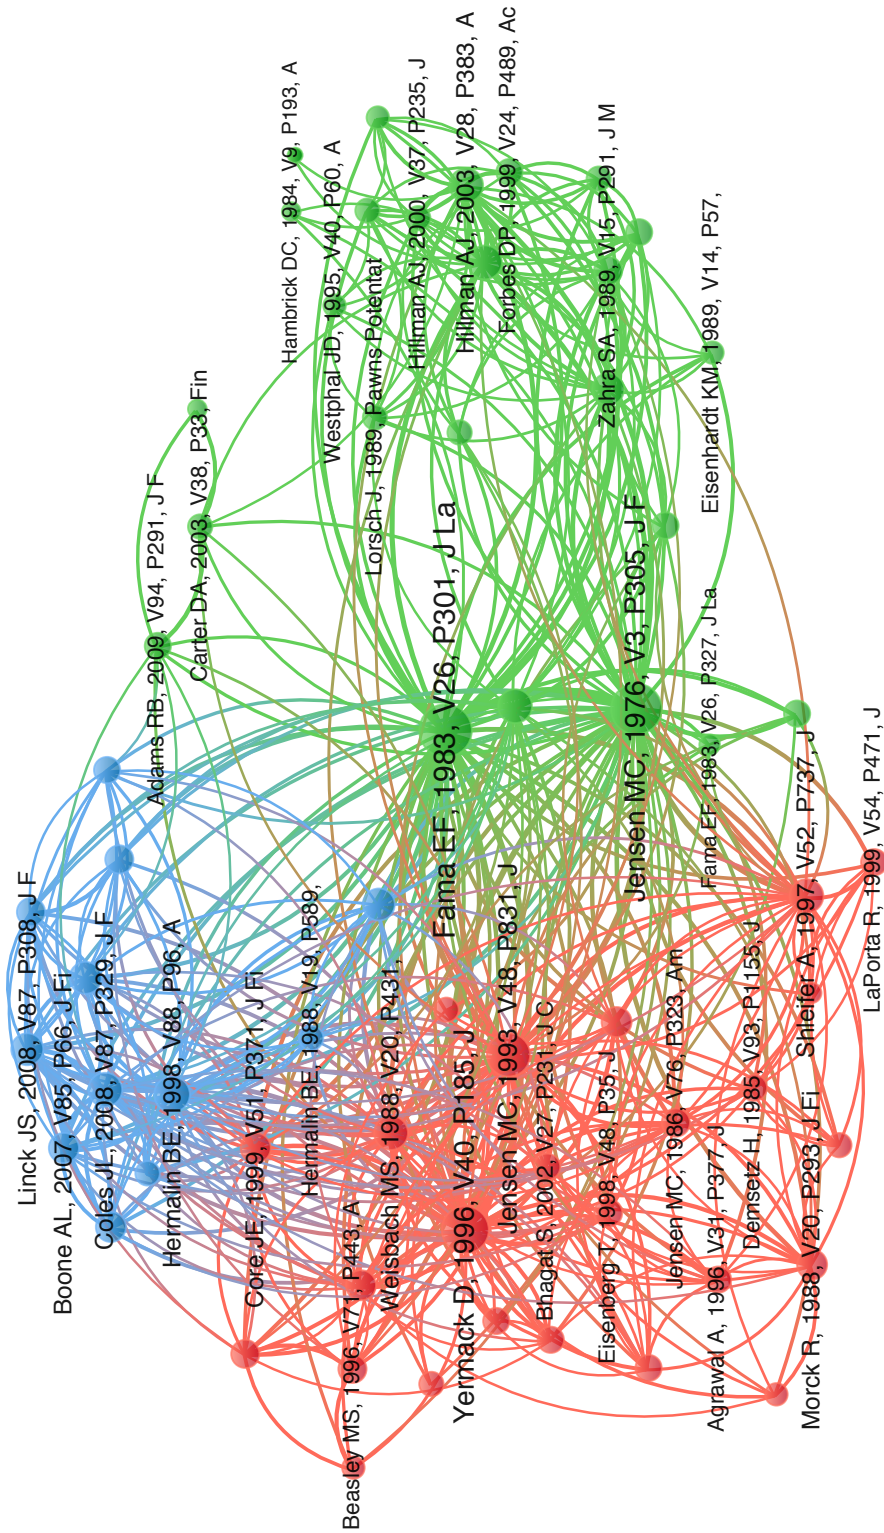 Linck JS, 2008, V87, P308, J F
Boone AL, 2007, V85, P66, J Fi
Coles JL, 2008, V87, P329, J F
Adams RB, 2009, V94, P291, J F
Hermalin BE, 1998, V88, P96, A
Carter DA, 2003, V38, P33, Fin
Core JE, 1999, V51, P371, J Fi
Hambrick DC, 1984, V9, P193, A
Hermalin BE, 1988, V19, P589,
Westphal JD, 1995, V40, P60, A
Beasley MS, 1996, V71, P443, A
Lorsch J, 1989, Pawns Potentat
Weisbach MS, 1988, V20, P431,
Hillman AJ, 2000, V37, P235, J
Fama EF, 1983, V26, P301, J La
Hillman AJ, 2003, V28, P383, A
Yermack D, 1996, V40, P185, J
Jensen MC, 1993, V48, P831, J
Forbes DP, 1999, V24, P489, Ac
Bhagat S, 2002, V27, P231, J C
Eisenberg T, 1998, V48, P35, J
Zahra SA, 1989, V15, P291, J M
Jensen MC, 1976, V3, P305, J F
Jensen MC, 1986, V76, P323, Am
Fama EF, 1983, V26, P327, J La
Eisenhardt KM, 1989, V14, P57,
Agrawal A, 1996, V31, P377, J
Demsetz H, 1985, V93, P1155, J
Shleifer A, 1997, V52, P737, J
Morck R, 1988, V20, P293, J Fi
LaPorta R, 1999, V54, P471, J